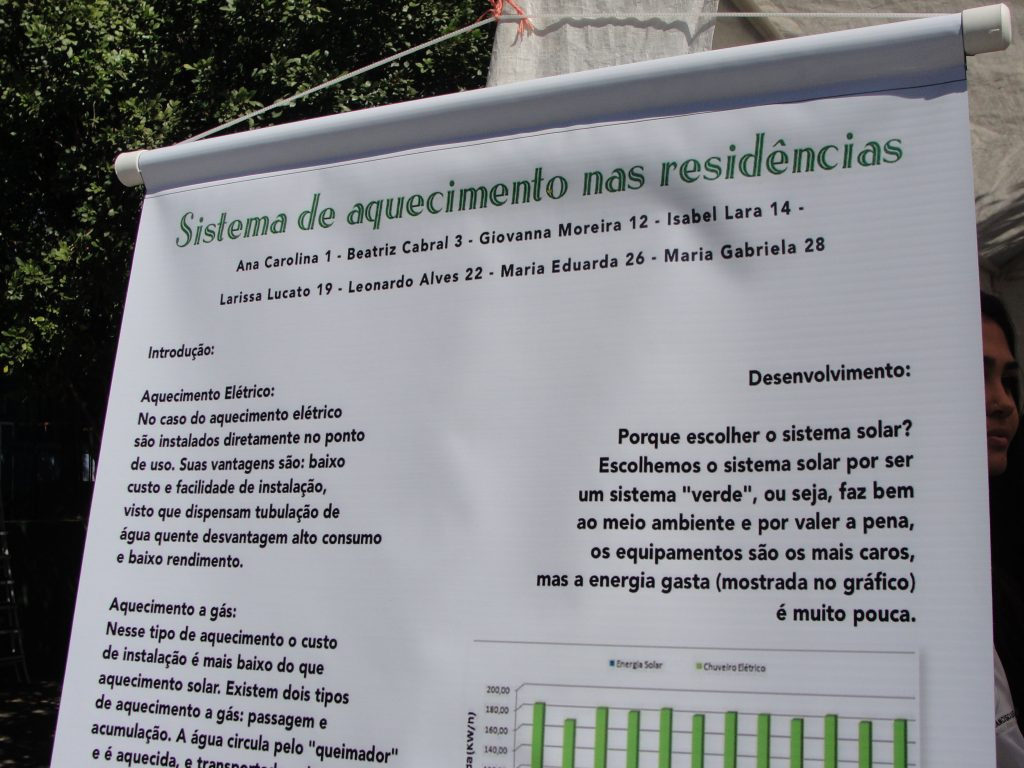 Sistema de aquecimento nas residências
Ana Carolina 1 - Beatriz Cabral 3 - Giovanna Moreira 12 - Isabel Lara 14 -
Larissa Lucato 19 - Leonardo Alves 22 - Maria Eduarda 26 - Maria Gabriela 28
Introdução:
Aquecimento Elétrico:
No caso do aquecimento elétrico
são instalados diretamente no ponto
de uso. Suas vantagens são: baixo
custo e facilidade de instalação,
visto que dispensam tubulação de
água quente desvantagem alto consumo
e baixo rendimento.
Aquecimento a gás:
Nesse tipo de aquecimento o custo
de instalação é mais baixo do que
aquecimento solar. Existem dois tipos
de aquecimento a gás: passagem e
acumulação. A água circula pelo "queimador"
e é aquecida, e
Desenvolvimento:
Porque escolher o sistema solar?
Escolhemos o sistema solar por ser
um sistema "verde", ou seja, faz bem
ao meio ambiente e por valer a pena,
os equipamentos são os mais caros,
mas a energia gasta (mostrada no gráfico)
é muito pouca.
Energia Solar Chuveiro Elétrico
200,00
180,00
160,00
140,00
(KW/h)